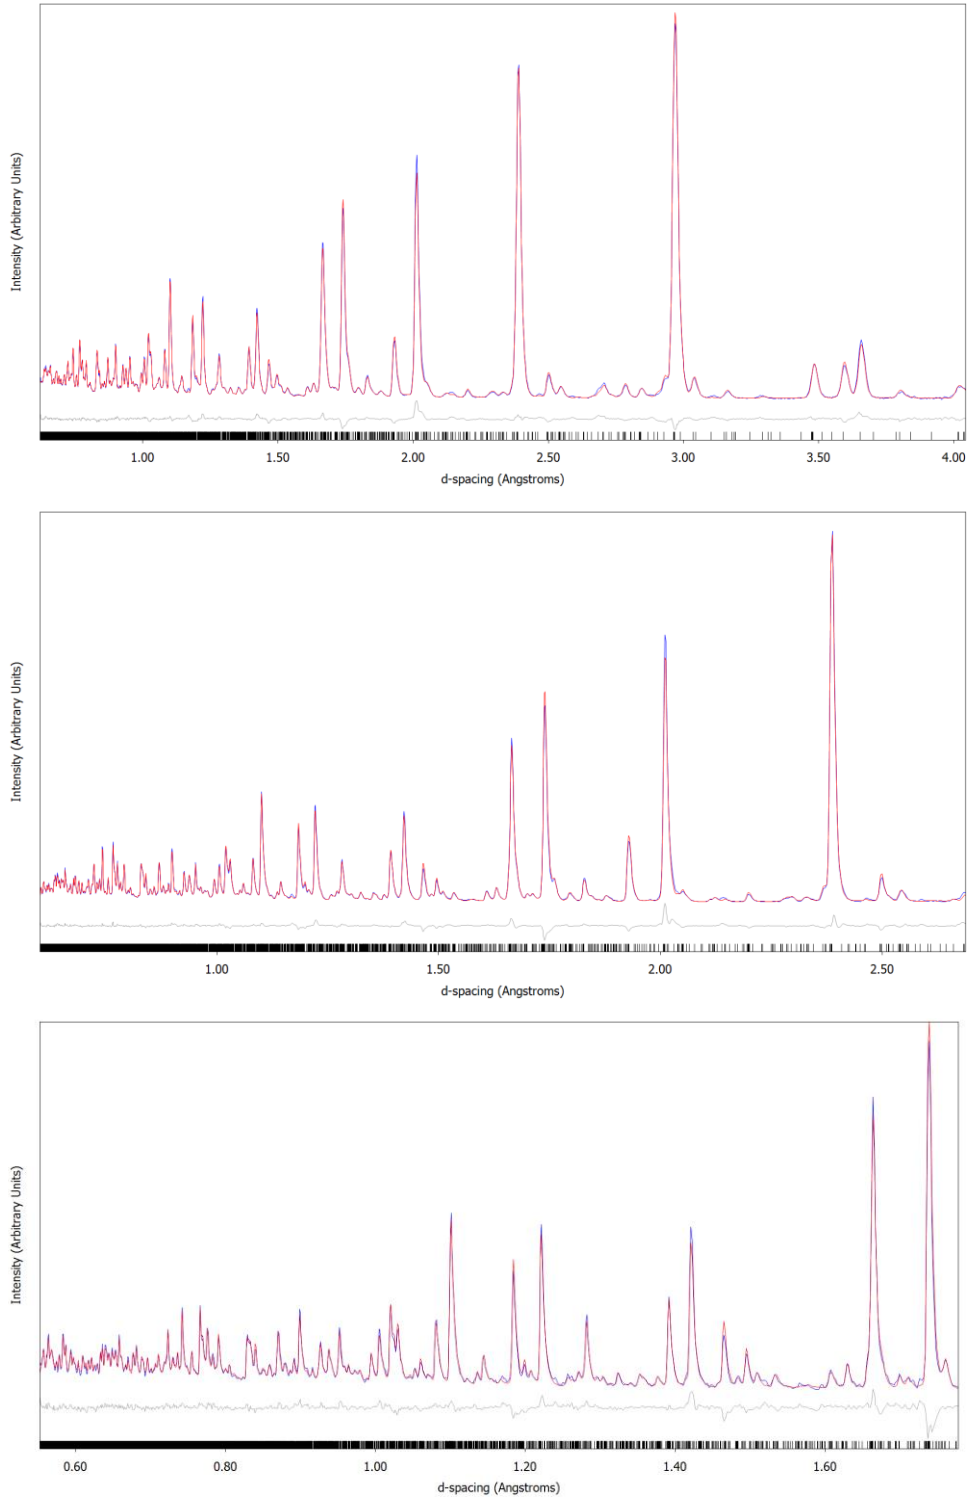 Intensity (Arbitrary Units)
1.00 1.50 2.00 2.50 3.00 3.50 4.00
d-spacing (Angstroms)
Intensity (Arbitrary Units)
1.00 1.50 2.00 2.50
d-spacing (Angstroms)
Intensity (Arbitrary Units)
0.60 0.80 1.00 1.20 1.40 1.60
d-spacing (Angstroms)